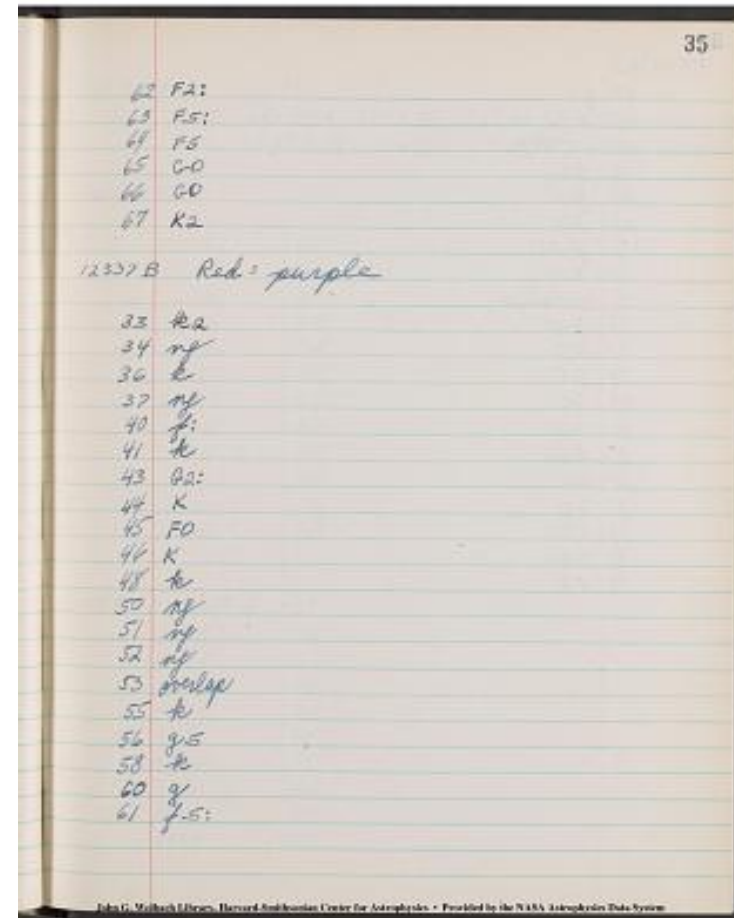 35
62 F2:
63 F5:
64 F5
65 G0
66 G0
67 K2
12337 B Red = purple
33 k2
34 nf
36 k
37 nf
40 f:
41 k
43 G2:
44 K
45 F0
46 K
48 k
50 nf
51 nf
52 nf
53 overlap
55 k
56 g5
58 k
60 g
61 f5:
John G. Wolbach Library, Harvard-Smithsonian Center for Astrophysics • Provided by the NASA Astrophysics Data System